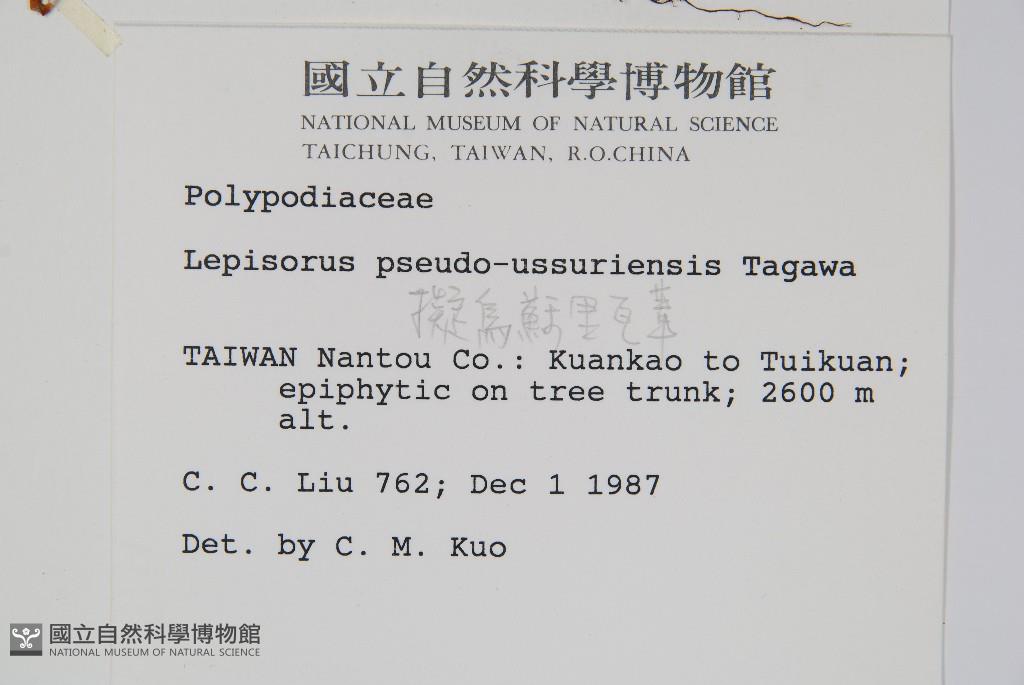 國立自然科學博物館
NATIONAL MUSEUM OF NATURAL SCIENCE
TAICHUNG, TAIWAN, R.O.CHINA
Polypodiaceae
Lepisorus pseudo-ussuriensis Tagawa
擬烏蘇里瓦葦
TAIWAN Nantou Co.: Kuankao to Tuikuan;
epiphytic on tree trunk; 2600 m
alt.
C. C. Liu 762; Dec 1 1987
Det. by C. M. Kuo
國立自然科學博物館
NATIONAL MUSEUM OF NATURAL SCIENCE